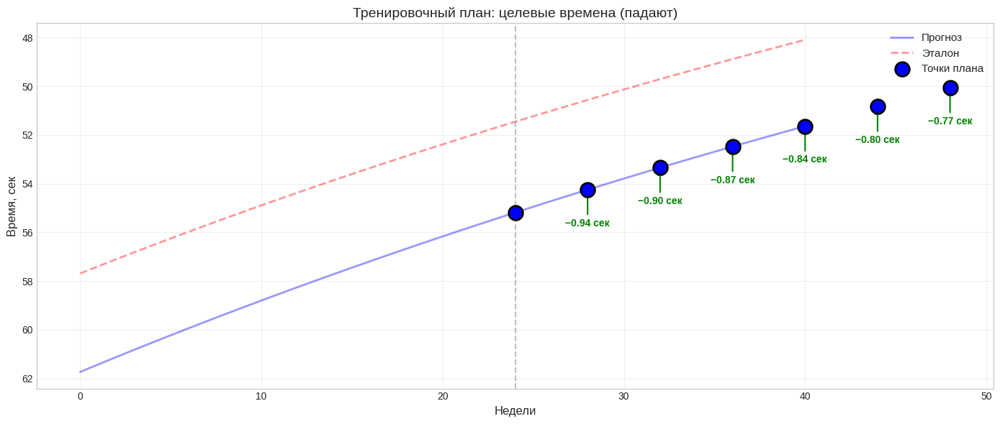 Тренировочный план: целевые времена (падают)
Прогноз
Эталон
Точки плана
48
50
52
54
56
58
60
62
Время, сек
−0.94 сек
−0.90 сек
−0.87 сек
−0.84 сек
−0.80 сек
−0.77 сек
0
10
20
30
40
50
Недели